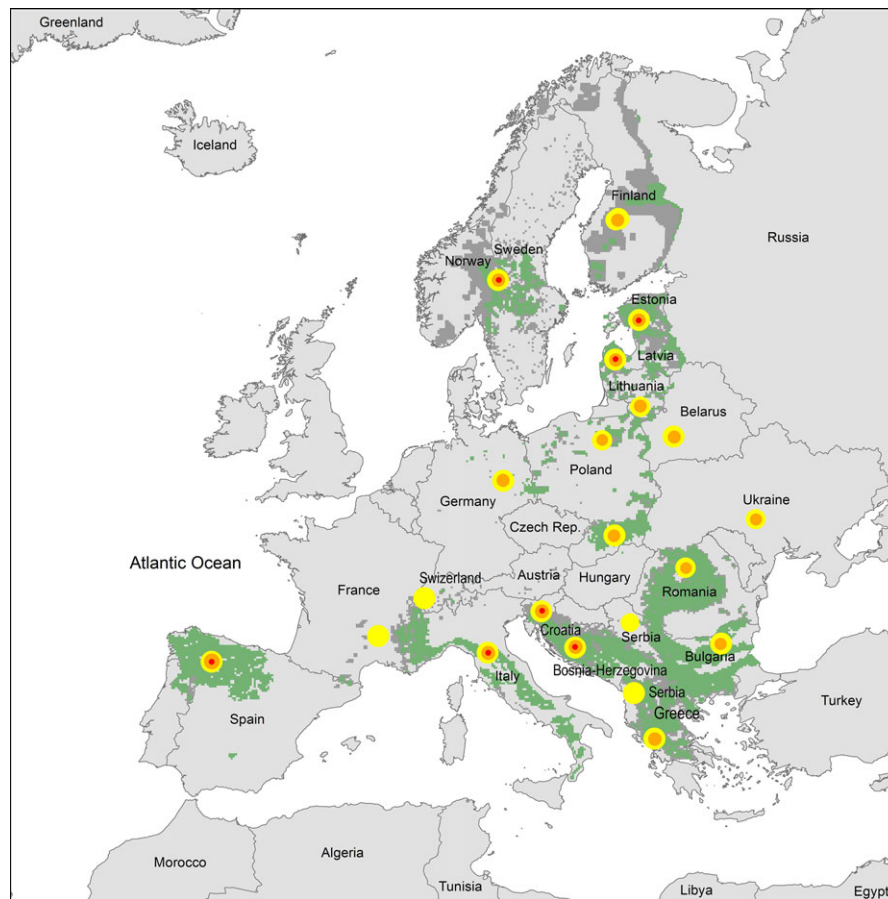 Greenland
Iceland
Finland
Russia
Sweden
Norway
Estonia
Latvia
Lithuania
Belarus
Poland
Germany
Ukraine
Czech Rep.
Atlantic Ocean
Swizerland
Austria
Hungary
France
Romania
Croatia
Serbia
Bulgaria
Bosnia-Herzegovina
Italy
Serbia
Turkey
Greece
Spain
Algeria
Morocco
Tunisia
Libya
Egypt